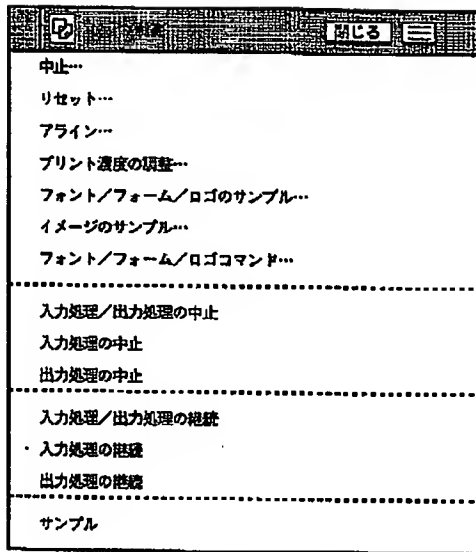 閉じる
中止…
リセット…
アライン…
プリント濃度の調整…
フォント／フォーム／ロゴのサンプル…
イメージのサンプル…
フォント／フォーム／ロゴコマンド…
入力処理／出力処理の中止
入力処理の中止
出力処理の中止
入力処理／出力処理の継続
・入力処理の継続
出力処理の継続
サンプル